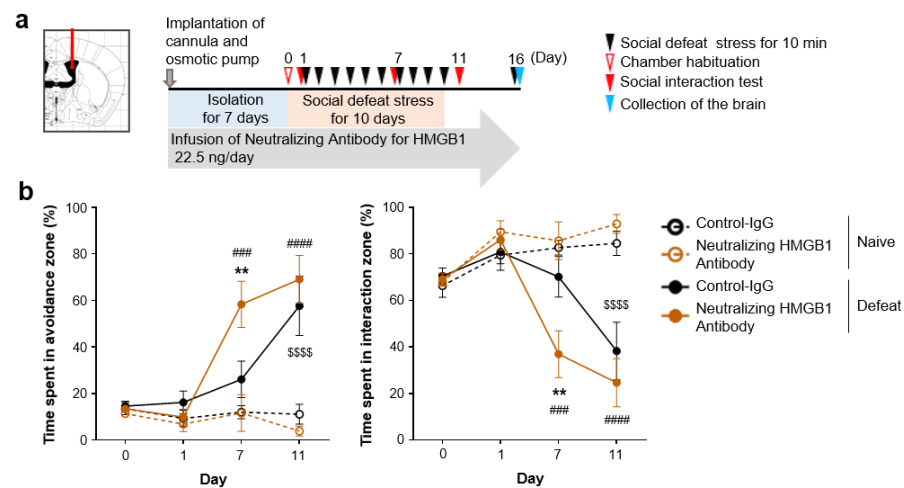 a
Implantation of
cannula and
osmotic pump
0 1 7 11 16 (Day)
Isolation
for 7 days
Social defeat stress
for 10 days
Infusion of Neutralizing Antibody for HMGB1
22.5 ng/day
Social defeat stress for 10 min
Chamber habituation
Social interaction test
Collection of the brain
b
Time spent in avoidance zone (%)
100
80
60
40
20
0
###
**
####
$$$$
0 1 7 11
Day
Time spent in interaction zone (%)
100
80
60
40
20
0
$$$$
**
###
####
0 1 7 11
Day
Control-IgG
Neutralizing HMGB1
Antibody
Naive
Control-IgG
Neutralizing HMGB1
Antibody
Defeat